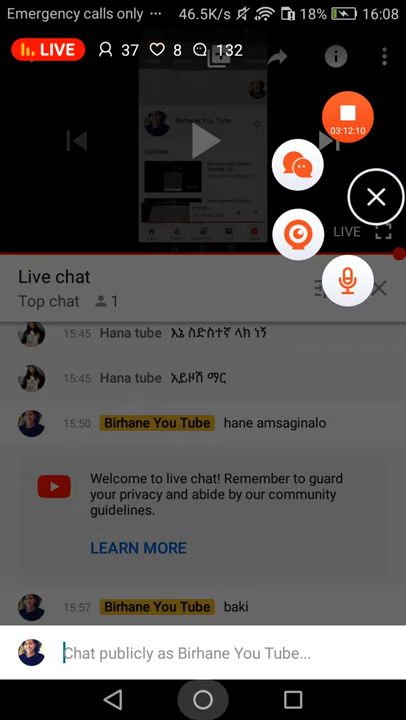 Emergency calls only ··· 46.5K/s 18% 16:08
LIVE 37 8 132
Birhane You Tube
03:12:10
LIVE
Live chat
Top chat 1
15:45 Hana tube እኔ ስድስተኛ ላክ ነኝ
15:45 Hana tube አይዞሽ ማር
15:50 Birhane You Tube hane amsaginalo
Welcome to live chat! Remember to guard
your privacy and abide by our community
guidelines.
LEARN MORE
15:57 Birhane You Tube baki
Chat publicly as Birhane You Tube...